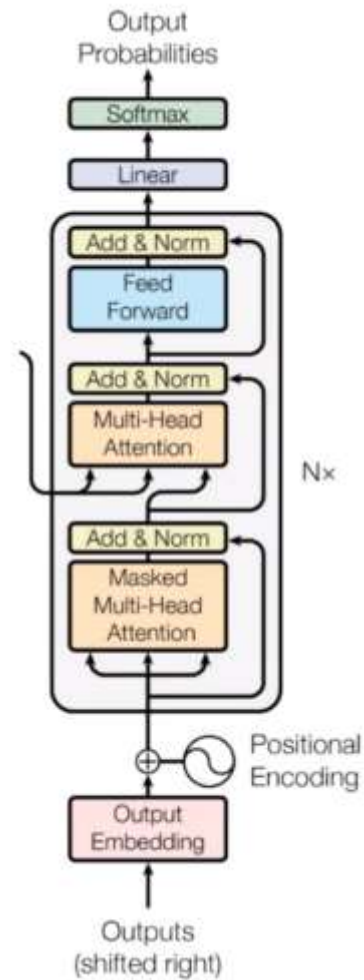 Output
Probabilities
Softmax
Linear
Add & Norm
Feed
Forward
Add & Norm
Multi-Head
Attention
N×
Add & Norm
Masked
Multi-Head
Attention
Positional
Encoding
Output
Embedding
Outputs
(shifted right)